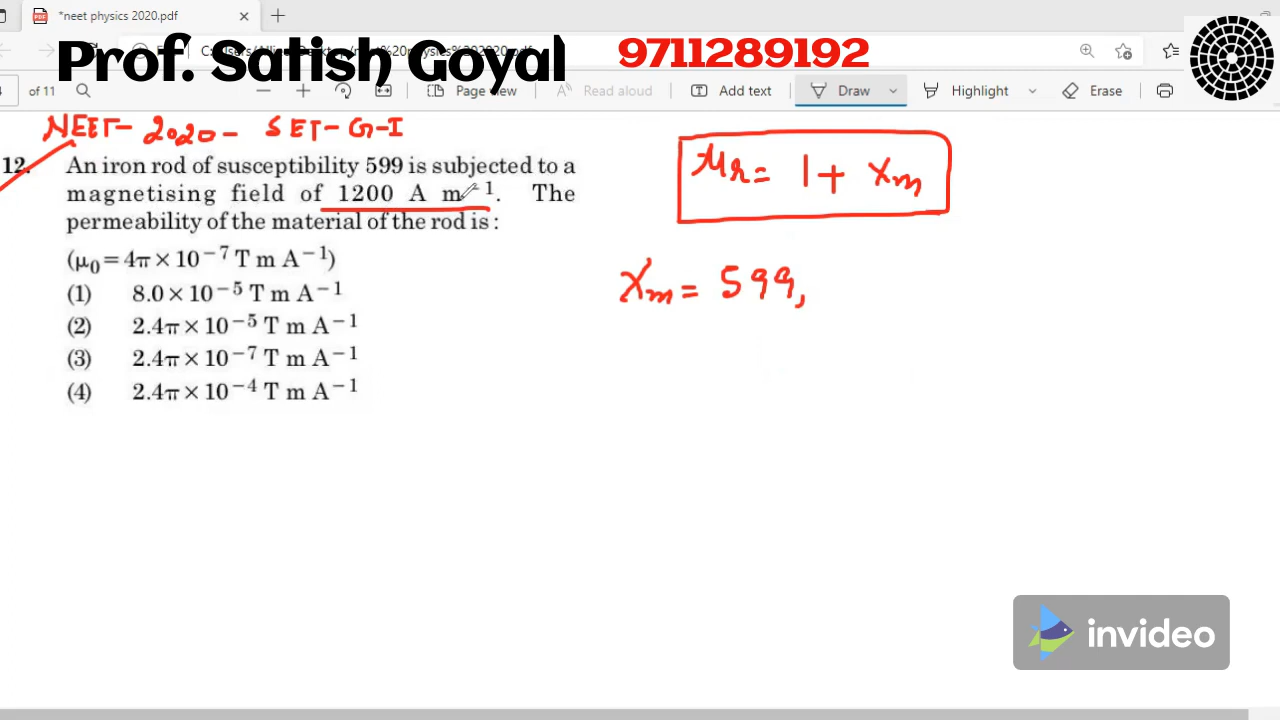 *neet physics 2020.pdf
Prof. Satish Goyal 9711289192
of 11 Page view Read aloud Add text Draw Highlight Erase
NEET- 2020- SET-G-I
12. An iron rod of susceptibility 599 is subjected to a
magnetising field of 1200 A m⁻¹. The
permeability of the material of the rod is :
(μ₀ = 4π × 10⁻⁷ T m A⁻¹)
(1) 8.0 × 10⁻⁵ T m A⁻¹
(2) 2.4π × 10⁻⁵ T m A⁻¹
(3) 2.4π × 10⁻⁷ T m A⁻¹
(4) 2.4π × 10⁻⁴ T m A⁻¹
μr = 1 + χm
χm = 599,
invideo